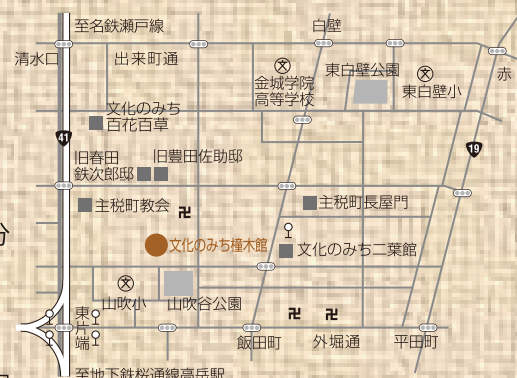 至名鉄瀬戸線
白壁
清水口
出来町通
金城学院
高等学校
東白壁公園
東白壁小
赤
文化のみち
百花百草
41
旧春田
鉄次郎邸
旧豊田佐助邸
19
主税町教会
主税町長屋門
分
文化のみち橦木館
文化のみち二葉館
山吹小
山吹谷公園
東片端
飯田町
外堀通
平田町
至地下鉄桜通線高岳駅